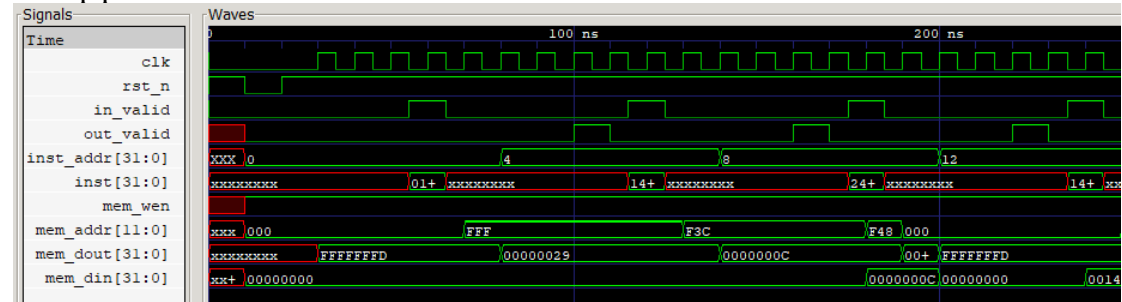 Signals Waves
Time 0 100 ns 200 ns
clk
rst_n
in_valid
out_valid
inst_addr[31:0] xxx 0 4 8 12
inst[31:0] xxxxxxxx 01+ xxxxxxxx 14+ xxxxxxxx 24+ xxxxxxxx 14+ xx
mem_wen
mem_addr[11:0] xxx 000 FFF F3C F48 000
mem_dout[31:0] xxxxxxxx FFFFFFFD 00000029 0000000C 00+ FFFFFFFD
mem_din[31:0] xx+ 00000000 0000000C 00000000 0014